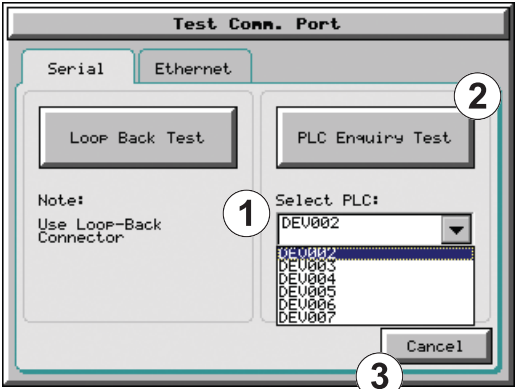 Test Comm. Port
Serial
Ethernet
2
Loop Back Test
PLC Enquiry Test
Note:
Use Loop-Back
Connector
1
Select PLC:
DEV002
DEV002
DEV003
DEV004
DEV005
DEV006
DEV007
Cancel
3